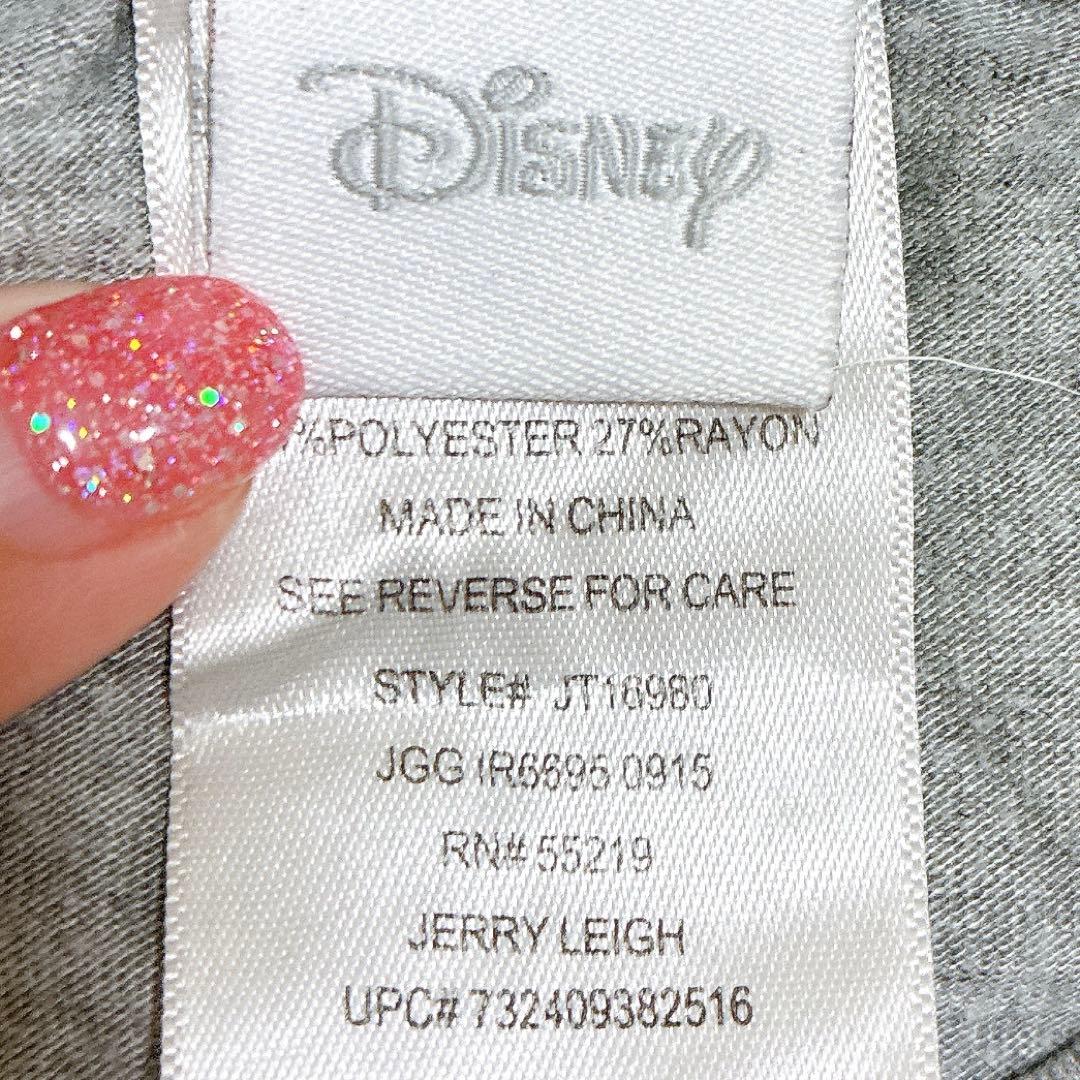 Disney
%POLYESTER 27%RAYON
MADE IN CHINA
SEE REVERSE FOR CARE
STYLE# JT16980
JGG IR6695 0915
RN# 55219
JERRY LEIGH
UPC# 732409382516